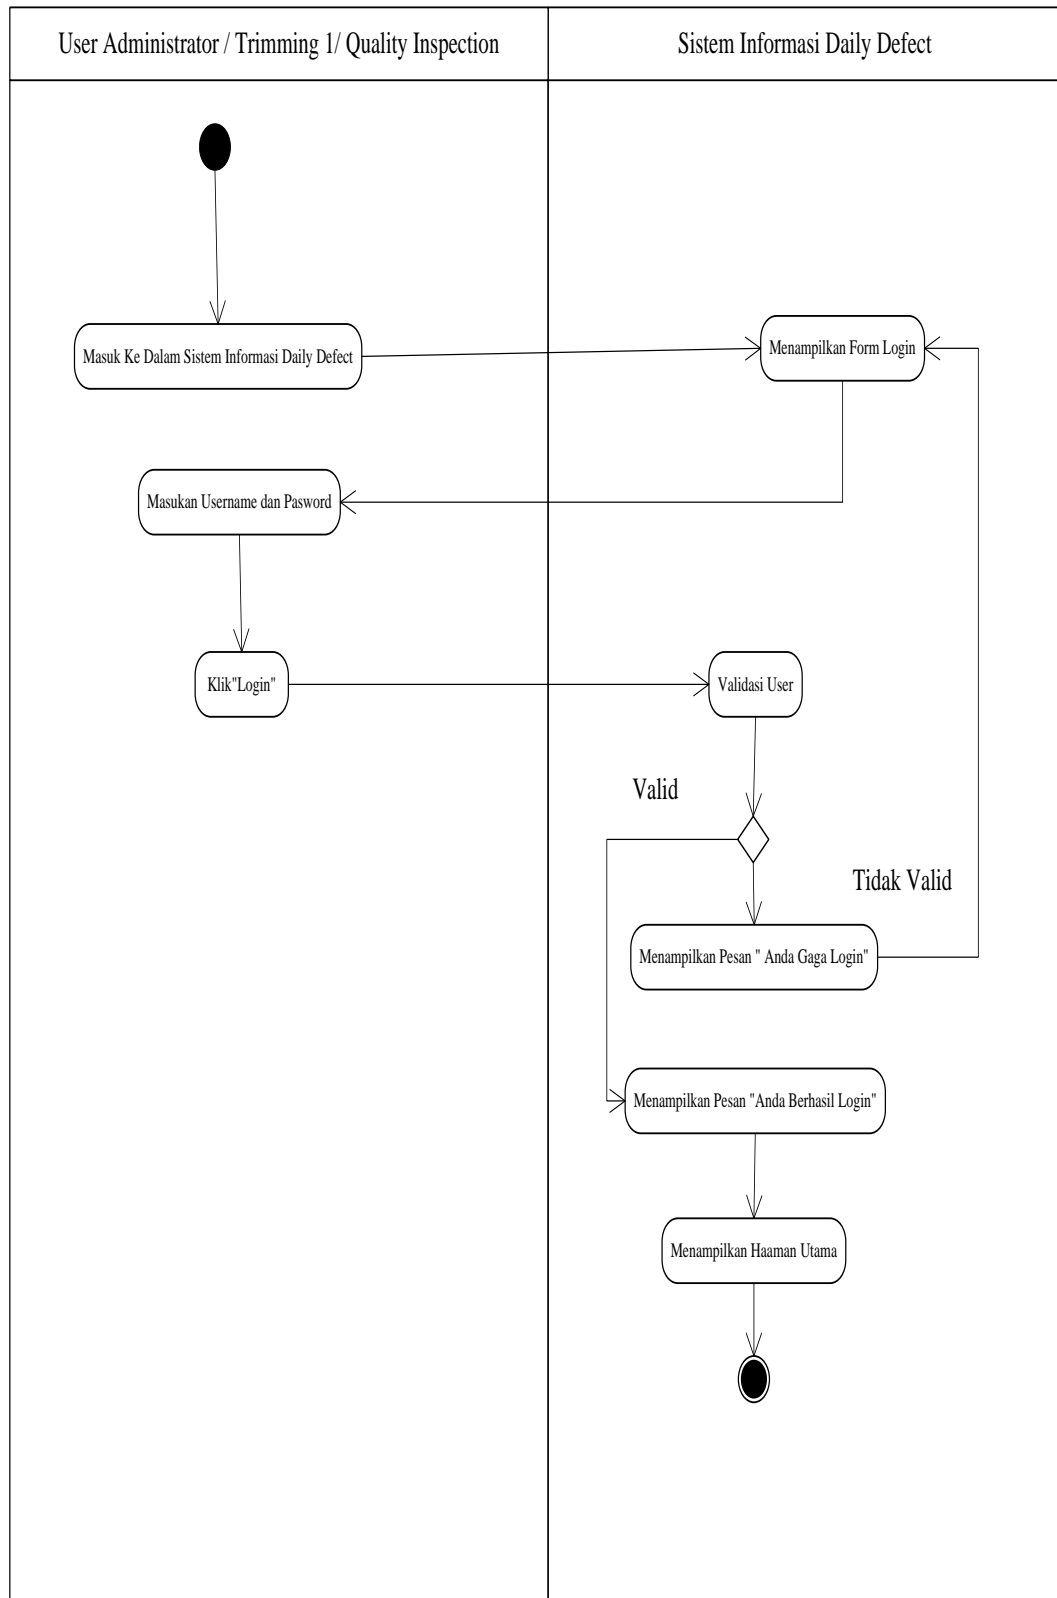 User Administrator / Trimming 1/ Quality Inspection
Sistem Informasi Daily Defect
Masuk Ke Dalam Sistem Informasi Daily Defect
Menampilkan Form Login
Masukan Username dan Pasword
Klik"Login"
Validasi User
Valid
Tidak Valid
Menampilkan Pesan " Anda Gaga Login"
Menampilkan Pesan "Anda Berhasil Login"
Menampilkan Haaman Utama